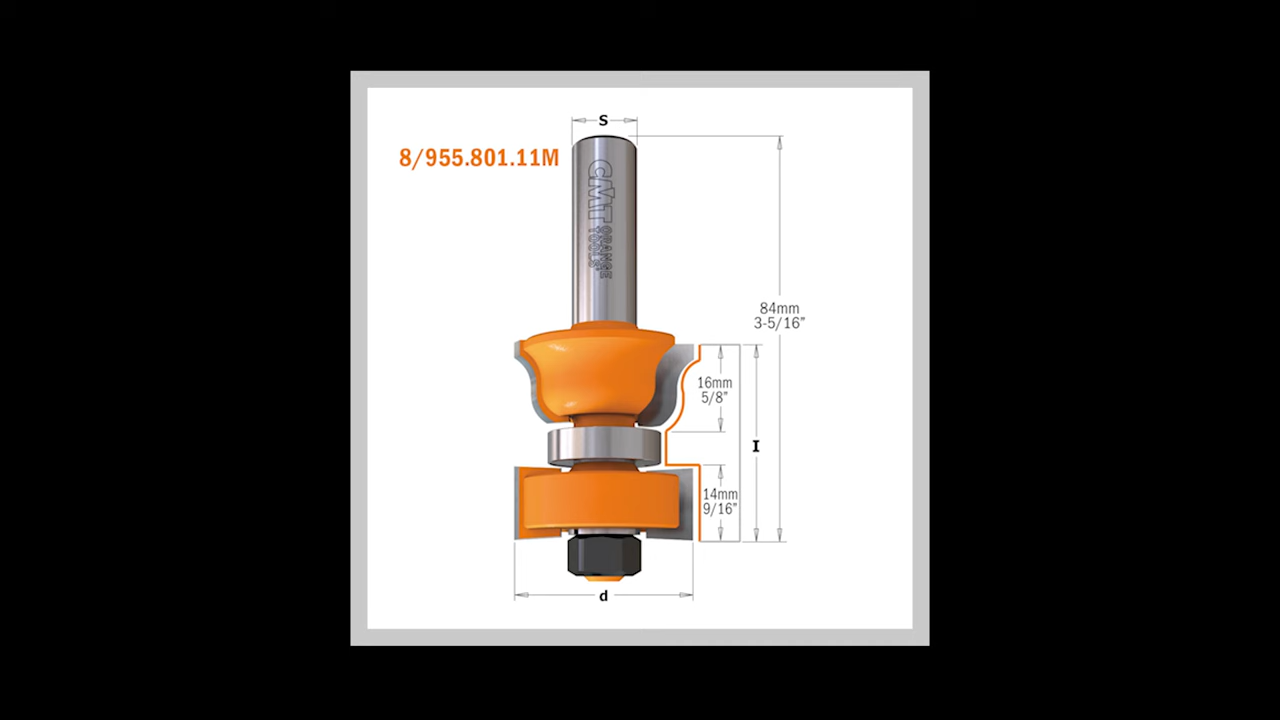 S
8/955.801.11M
CMT
ORANGE
TOOLS
84mm
3-5/16”
16mm
5/8”
I
14mm
9/16”
d